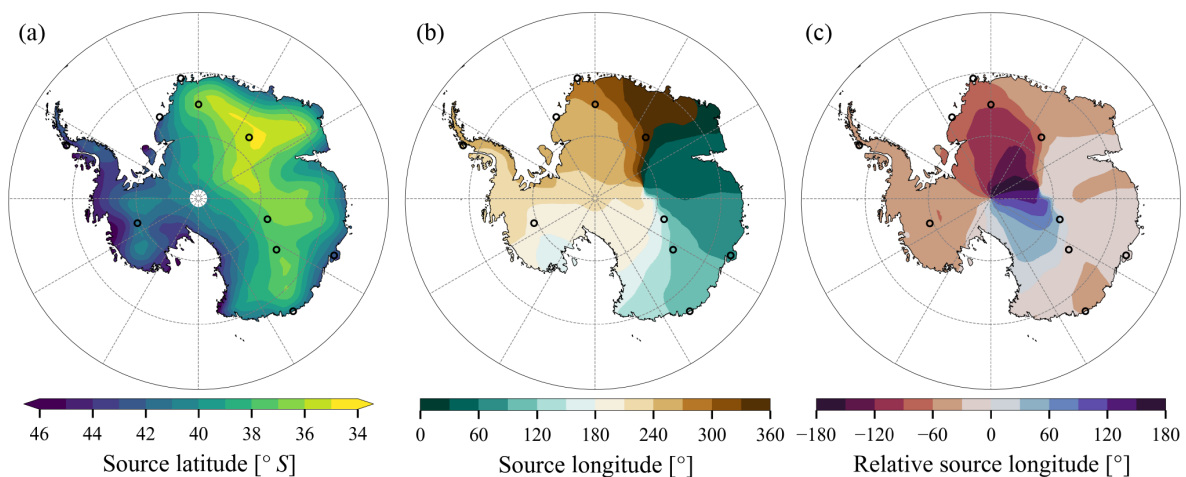 (a)
(b)
(c)
46 44 42 40 38 36 34
Source latitude [° S]
0 60 120 180 240 300 360
Source longitude [°]
−180 −120 −60 0 60 120 180
Relative source longitude [°]